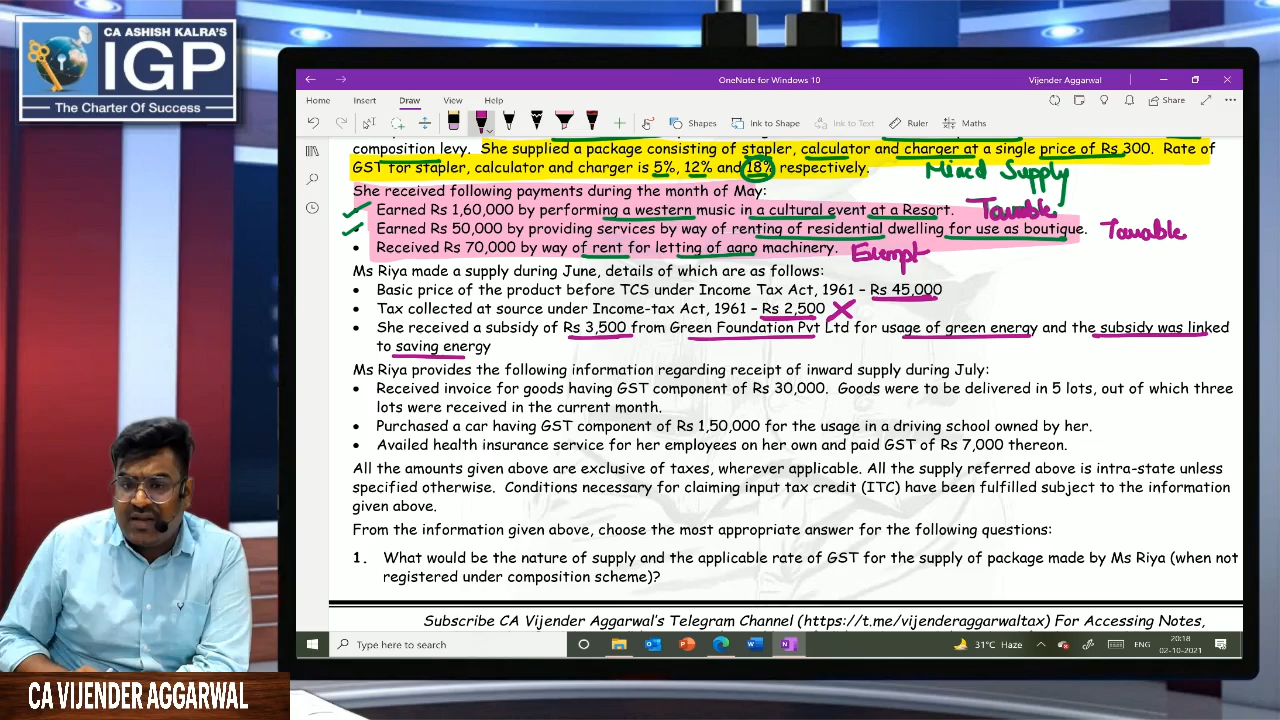 CA ASHISH KALRA'S
IGP
The Charter Of Success
OneNote for Windows 10
Vijender Aggarwal
Home Insert Draw View Help
Share
Shapes Ink to Shape Ink to Text Ruler Maths
composition levy. She supplied a package consisting of stapler, calculator and charger at a single price of Rs 300. Rate of
GST for stapler, calculator and charger is 5%, 12% and 18% respectively.
Mixed Supply
She received following payments during the month of May:
• Earned Rs 1,60,000 by performing a western music in a cultural event at a Resort. Taxable
• Earned Rs 50,000 by providing services by way of renting of residential dwelling for use as boutique. Taxable
• Received Rs 70,000 by way of rent for letting of agro machinery. Exempt
Ms Riya made a supply during June, details of which are as follows:
• Basic price of the product before TCS under Income Tax Act, 1961 – Rs 45,000
• Tax collected at source under Income-tax Act, 1961 – Rs 2,500 X
• She received a subsidy of Rs 3,500 from Green Foundation Pvt Ltd for usage of green energy and the subsidy was linked
to saving energy
Ms Riya provides the following information regarding receipt of inward supply during July:
• Received invoice for goods having GST component of Rs 30,000. Goods were to be delivered in 5 lots, out of which three
lots were received in the current month.
• Purchased a car having GST component of Rs 1,50,000 for the usage in a driving school owned by her.
• Availed health insurance service for her employees on her own and paid GST of Rs 7,000 thereon.
All the amounts given above are exclusive of taxes, wherever applicable. All the supply referred above is intra-state unless
specified otherwise. Conditions necessary for claiming input tax credit (ITC) have been fulfilled subject to the information
given above.
From the information given above, choose the most appropriate answer for the following questions:
1. What would be the nature of supply and the applicable rate of GST for the supply of package made by Ms Riya (when not
registered under composition scheme)?
Subscribe CA Vijender Aggarwal's Telegram Channel (https://t.me/vijenderaggarwaltax) For Accessing Notes,
Type here to search
31°C Haze
ENG
20:18
02-10-2021
CA VIJENDER AGGARWAL